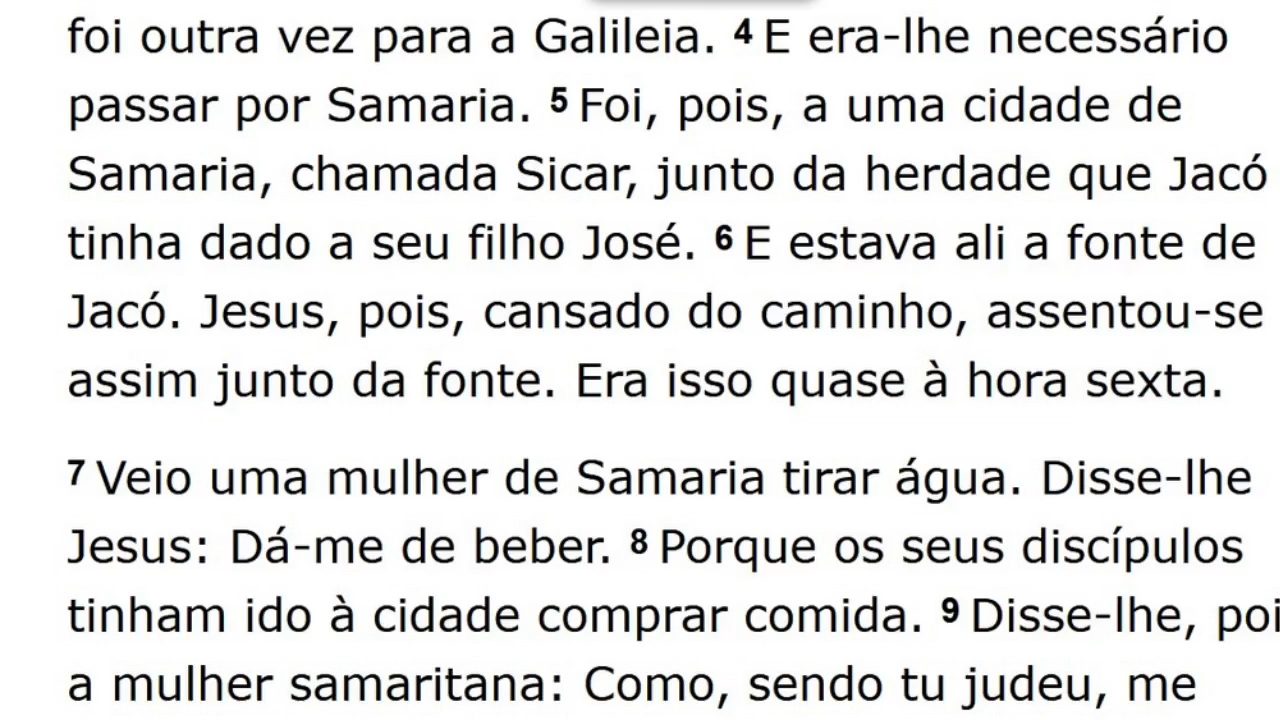 foi outra vez para a Galileia. 4 E era-lhe necessário
passar por Samaria. 5 Foi, pois, a uma cidade de
Samaria, chamada Sicar, junto da herdade que Jacó
tinha dado a seu filho José. 6 E estava ali a fonte de
Jacó. Jesus, pois, cansado do caminho, assentou-se
assim junto da fonte. Era isso quase à hora sexta.
7 Veio uma mulher de Samaria tirar água. Disse-lhe
Jesus: Dá-me de beber. 8 Porque os seus discípulos
tinham ido à cidade comprar comida. 9 Disse-lhe, poi
a mulher samaritana: Como, sendo tu judeu, me